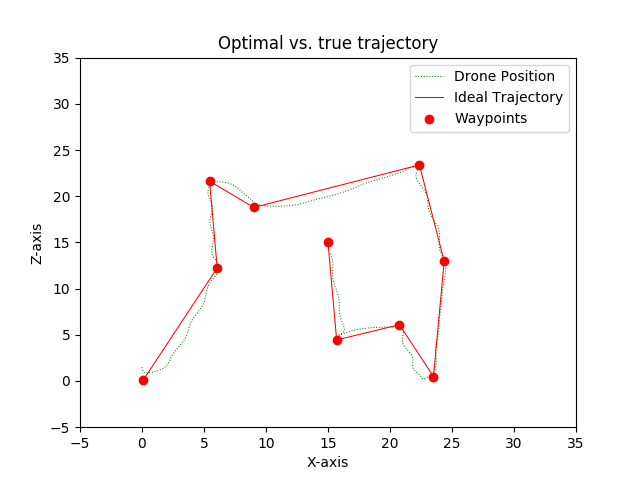 Optimal vs. true trajectory
Drone Position
Ideal Trajectory
Waypoints
35
30
25
20
15
10
5
0
−5
Z-axis
−5 0 5 10 15 20 25 30 35
X-axis